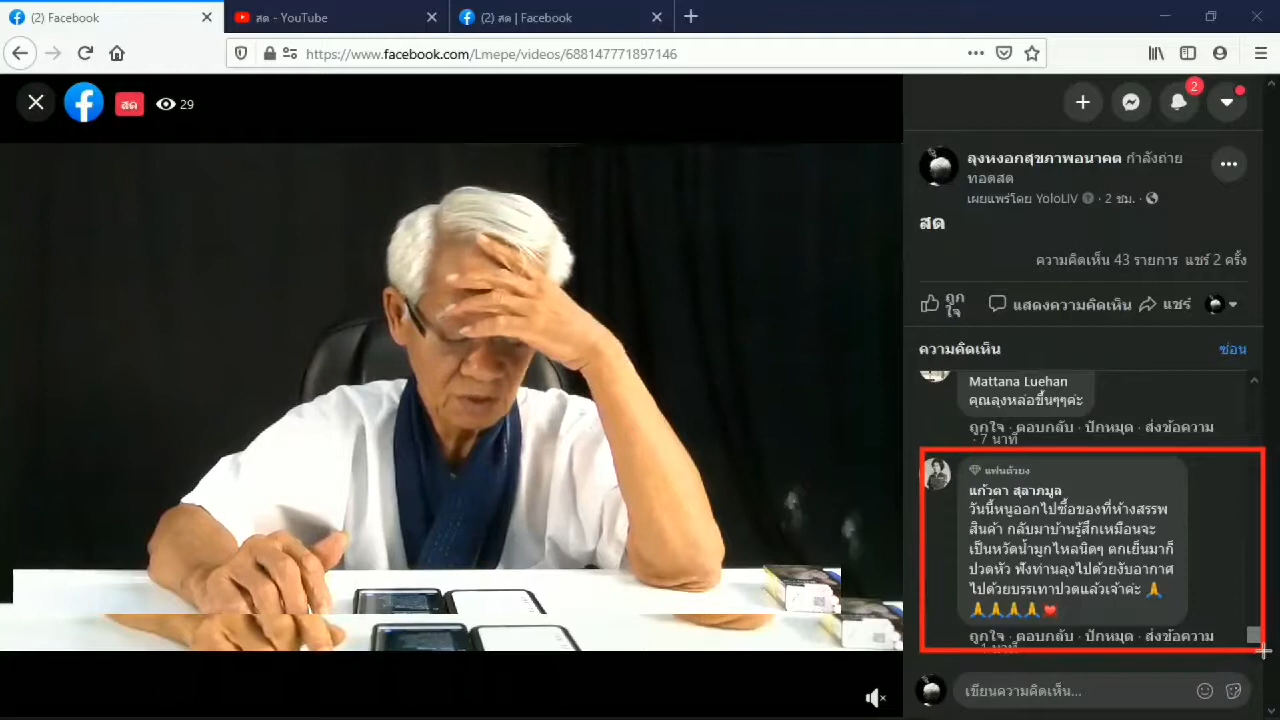 (2) Facebook
สด - YouTube
(2) สด | Facebook
https://www.facebook.com/Lmepe/videos/688147771897146
สด
29
2
ลุงหงอกสุขภาพอนาคต กำลังถ่าย
ทอดสด
เผยแพร่โดย YoloLIV · 2 ชม. ·
สด
ความคิดเห็น 43 รายการ แชร์ 2 ครั้ง
ถูก
ใจ
แสดงความคิดเห็น
แชร์
ความคิดเห็น
ซ่อน
Mattana Luehan
คุณลุงหล่อขึ้นๆๆค่ะ
ถูกใจ · ตอบกลับ · ปักหมุด · ส่งข้อความ
· 7 นาที
แฟนตัวยง
แก้วตา สุลาภมูล
วันนี้หนูออกไปซื้อของที่ห้างสรรพ
สินค้า กลับมาบ้านรู้สึกเหมือนจะ
เป็นหวัดน้ำมูกไหลนิดๆ ตกเย็นมาก็
ปวดหัว ฟังท่านลุงไปด้วยงับอากาศ
ไปด้วยบรรเทาปวดแล้วเจ้าค่ะ 🙏
🙏🙏🙏🙏❤️
ถูกใจ · ตอบกลับ · ปักหมุด · ส่งข้อความ
· 1 นาที
เขียนความคิดเห็น...